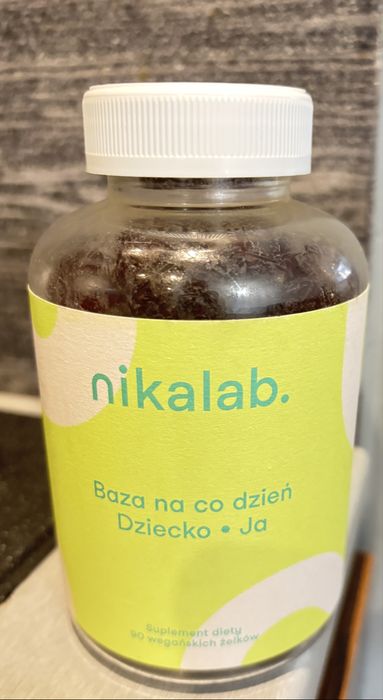 nikalab.
Baza na co dzień
Dziecko • Ja
Suplement diety
90 wegańskich żelków